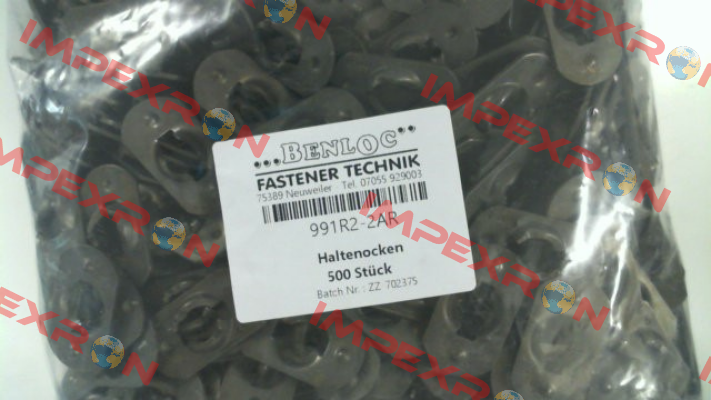 ...BENLOC...
FASTENER TECHNIK
75389 Neuweiler Tel. 07055 929003
991R2-2AR
Haltenocken
500 Stück
Batch Nr.: ZZ 702375
IMPEXRON
IMPEXRON
IMPEXRON
IMPEXRON
IMPEXRON